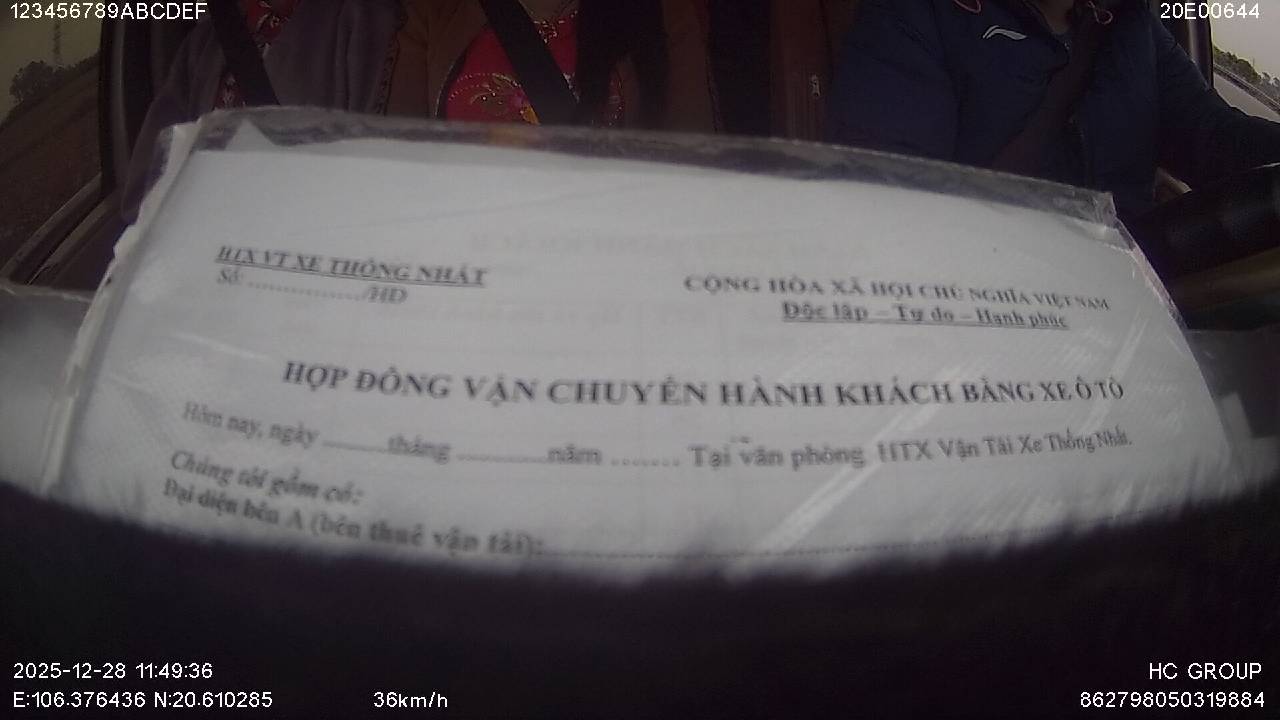 123456789ABCDEF
20E00644
HTX VT XE THỐNG NHẤT
Số: ................/HD
CỘNG HÒA XÃ HỘI CHỦ NGHĨA VIỆT NAM
Độc lập – Tự do – Hạnh phúc
HỢP ĐỒNG VẬN CHUYỂN HÀNH KHÁCH BẰNG XE Ô TÔ
Hôm nay, ngày ..........tháng ..............năm ....... Tại văn phòng HTX Vận Tải Xe Thống Nhất.
Chúng tôi gồm có:
Đại diện bên A (bên thuê vận tải):
2025-12-28 11:49:36
HC GROUP
E:106.376436 N:20.610285
36km/h
862798050319884